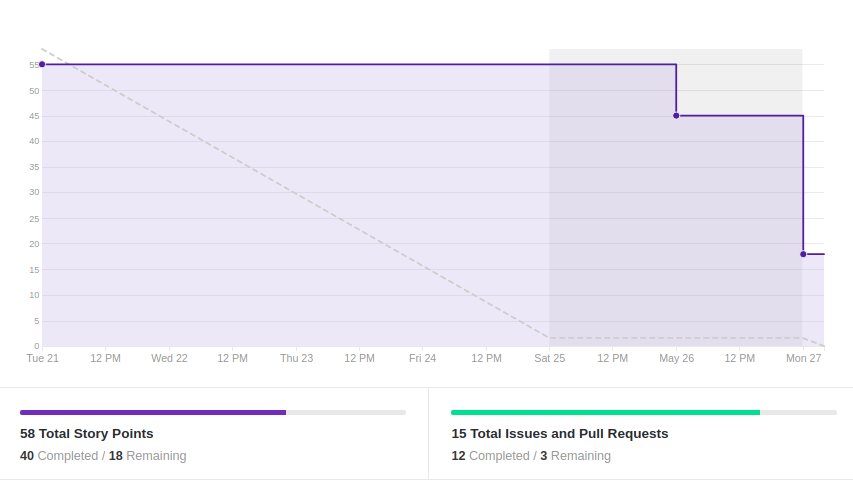 55
50
45
40
35
30
25
20
15
10
5
0
Tue 21 12 PM Wed 22 12 PM Thu 23 12 PM Fri 24 12 PM Sat 25 12 PM May 26 12 PM Mon 27
58 Total Story Points
40 Completed / 18 Remaining
15 Total Issues and Pull Requests
12 Completed / 3 Remaining